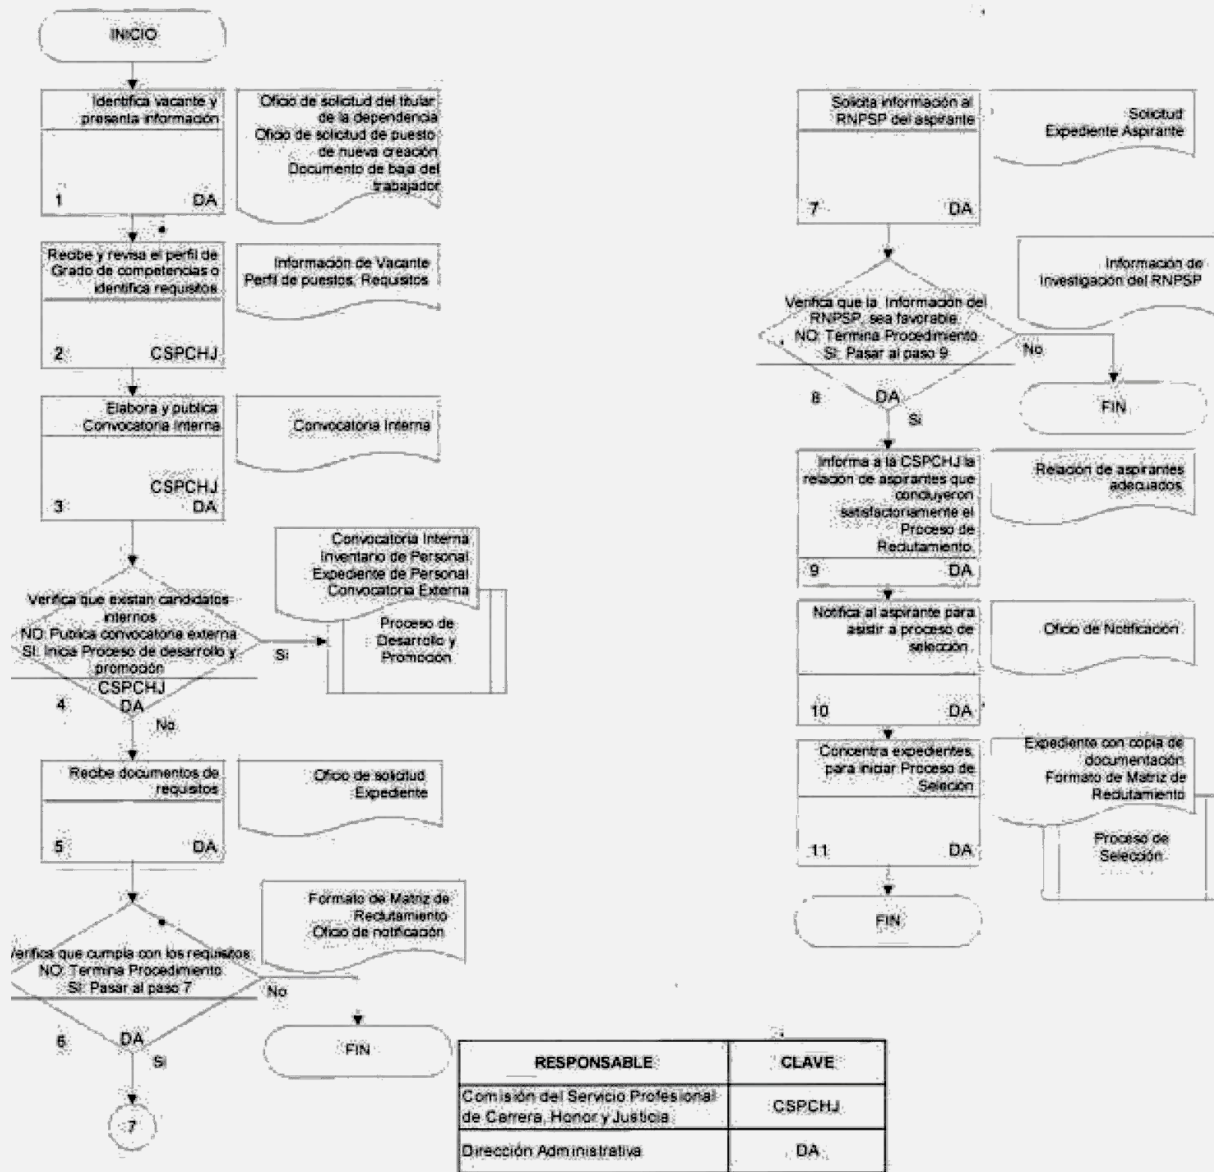 INICIO
Identifica vacante y
presenta información
1 DA
Oficio de solicitud del titular
de la dependencia
Oficio de solicitud de puesto
de nueva creación
Documento de baja del
trabajador
Recibe y revisa el perfil de
Grado de competencias o
identifica requisitos
2 CSPCHJ
Información de Vacante
Perfil de puestos, Requisitos
Elabora y publica
Convocatoria Interna
CSPCHJ
3 DA
Convocatoria Interna
Verifica que existan candidatos
internos
NO: Publica convocatoria externa
SI: Inicia Proceso de desarrollo y
promoción
CSPCHJ
4 DA
Si
No
Convocatoria Interna
Inventario de Personal
Expediente de Personal
Convocatoria Externa
Proceso de
Desarrollo y
Promoción
Recibe documentos de
requisitos
5 DA
Oficio de solicitud
Expediente
Verifica que cumpla con los requisitos
NO: Termina Procedimiento
SI: Pasar al paso 7
6 DA
No
Si
Formato de Matriz de
Reclutamiento
Oficio de notificación
FIN
7
Solicita información al
RNPSP del aspirante
7 DA
Solicitud
Expediente Aspirante
Verifica que la Información del
RNPSP, sea favorable
NO: Termina Procedimiento
SI: Pasar al paso 9
8 DA
No
Si
Información de
Investigación del RNPSP
FIN
Informa a la CSPCHJ la
relación de aspirantes que
concluyeron
satisfactoriamente el
Proceso de
Reclutamiento.
9 DA
Relación de aspirantes
adecuados
Notifica al aspirante para
asistir a proceso de
selección
10 DA
Oficio de Notificación
Concentra expedientes,
para iniciar Proceso de
Seleción
11 DA
Expediente con copia de
documentación
Formato de Matriz de
Reclutamiento
Proceso de
Selección
FIN
RESPONSABLE CLAVE
Comisión del Servicio Profesional
de Carrera, Honor y Justicia CSPCHJ
Dirección Administrativa DA